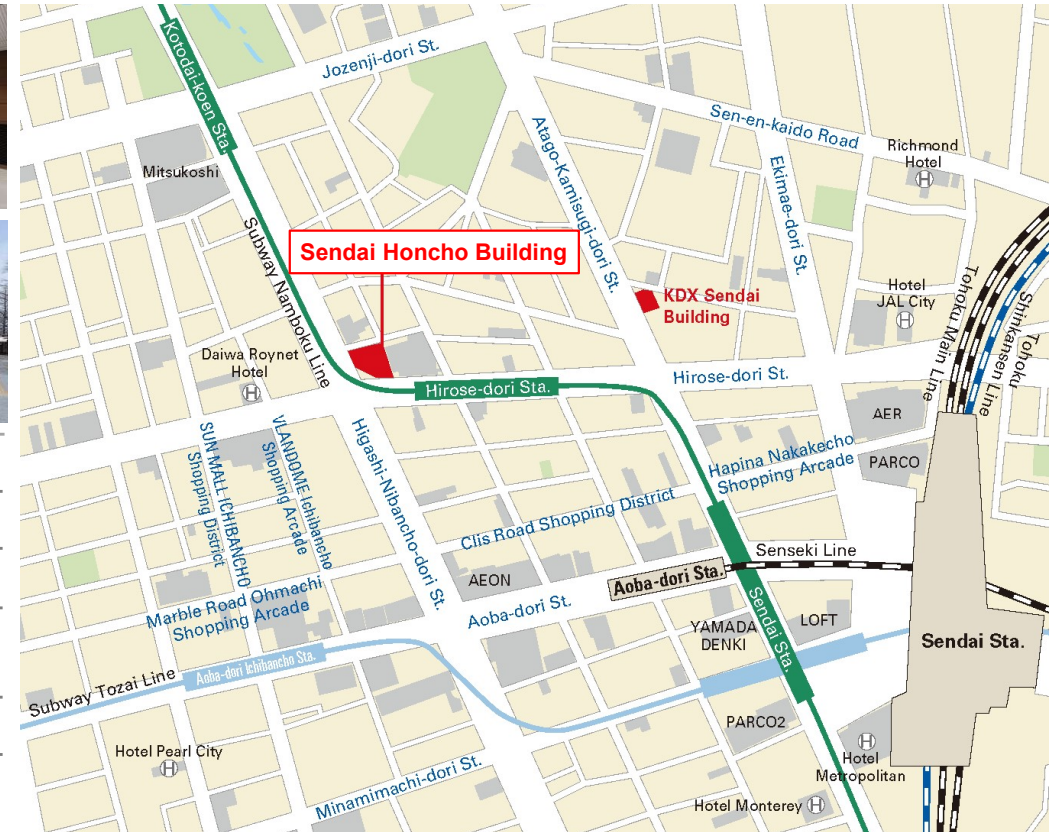 Kotodai-koen Sta.
Jozenji-dori St.
Sen-en-kaido Road
Richmond
Hotel
H
Mitsukoshi
Atago-Kamisugi-dori St.
Ekimae-dori St.
Subway Namboku Line
Sendai Honcho Building
KDX Sendai
Building
Hotel
JAL City
H
Tohoku Main Line
Tohoku
Shinkansen Line
Daiwa Roynet
Hotel
H
Hirose-dori Sta.
Hirose-dori St.
AER
PARCO
SUN MALL ICHIBANCHO
Shopping District
VLANDOME Ichibancho
Shopping Arcade
Higashi-Nibancho-dori St.
Hapina Nakakecho
Shopping Arcade
Clis Road Shopping District
Senseki Line
AEON
Aoba-dori Sta.
Marble Road Ohmachi
Shopping Arcade
Aoba-dori St.
YAMADA
DENKI
Sendai Sta.
LOFT
Sendai Sta.
Subway Tozai Line
Aoba-dori Ichibancho Sta.
PARCO2
Hotel Pearl City
H
H
Hotel
Metropolitan
Minamimachi-dori St.
Hotel Monterey H